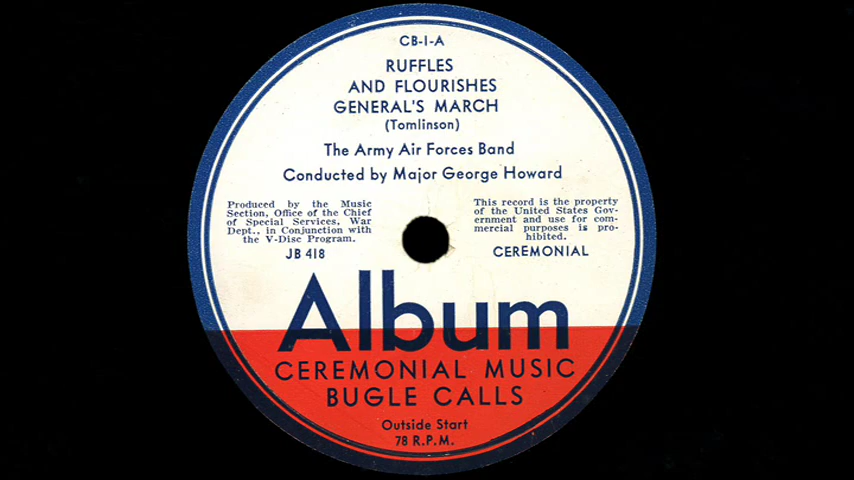 CB-1-A
RUFFLES
AND FLOURISHES
GENERAL'S MARCH
(Tomlinson)
The Army Air Forces Band
Conducted by Major George Howard
Produced by the Music
Section, Office of the Chief
of Special Services, War
Dept., in Conjunction with
the V-Disc Program.
JB 418
This record is the property
of the United States Gov-
ernment and use for com-
mercial purposes is pro-
hibited.
CEREMONIAL
Album
CEREMONIAL MUSIC
BUGLE CALLS
Outside Start
78 R.P.M.